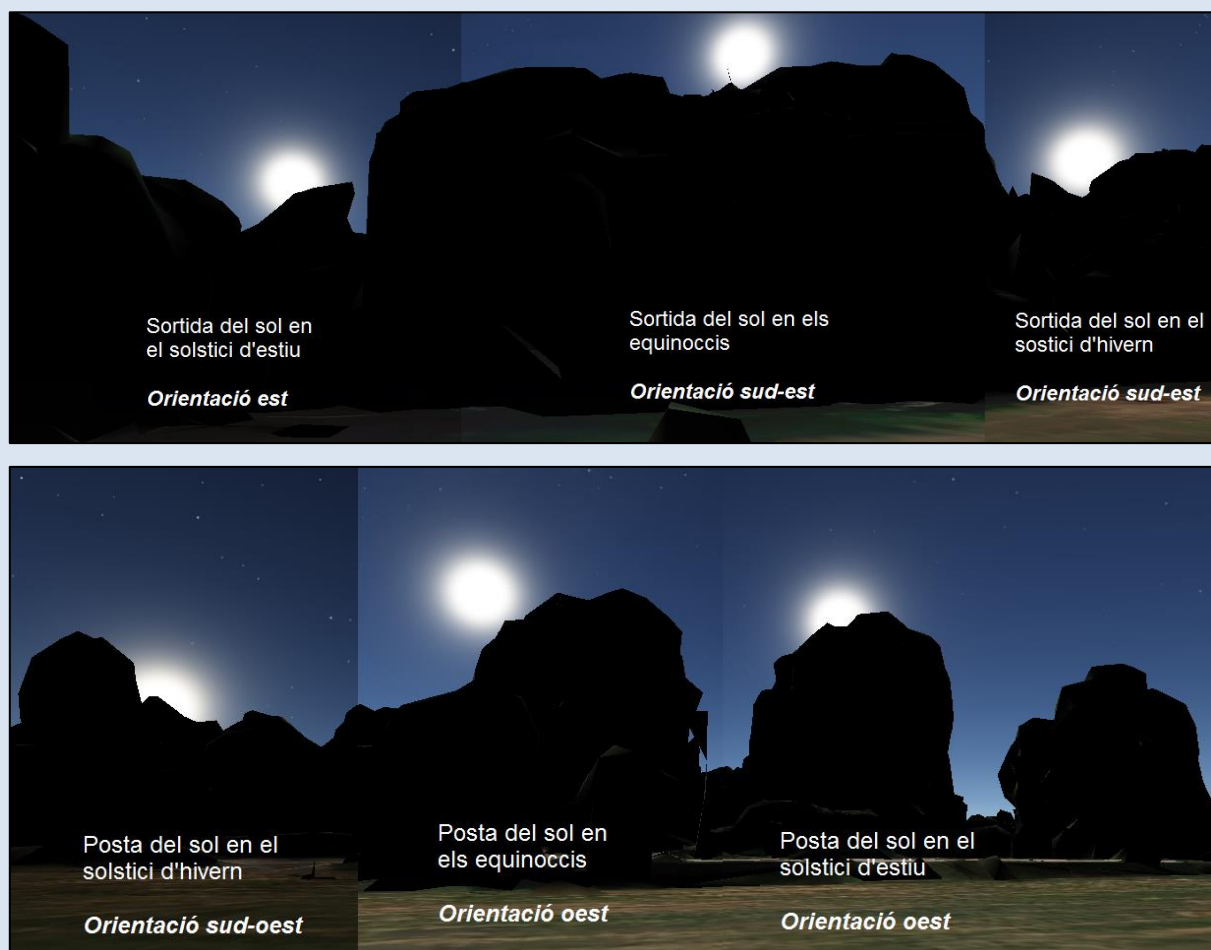 Sortida del sol en
el solstici d'estiu
Orientació est
Sortida del sol en els
equinoccis
Orientació sud-est
Sortida del sol en el
sostici d'hivern
Orientació sud-est
Posta del sol en el
solstici d'hivern
Orientació sud-oest
Posta del sol en
els equinoccis
Orientació oest
Posta del sol en el
solstici d'estiu
Orientació oest